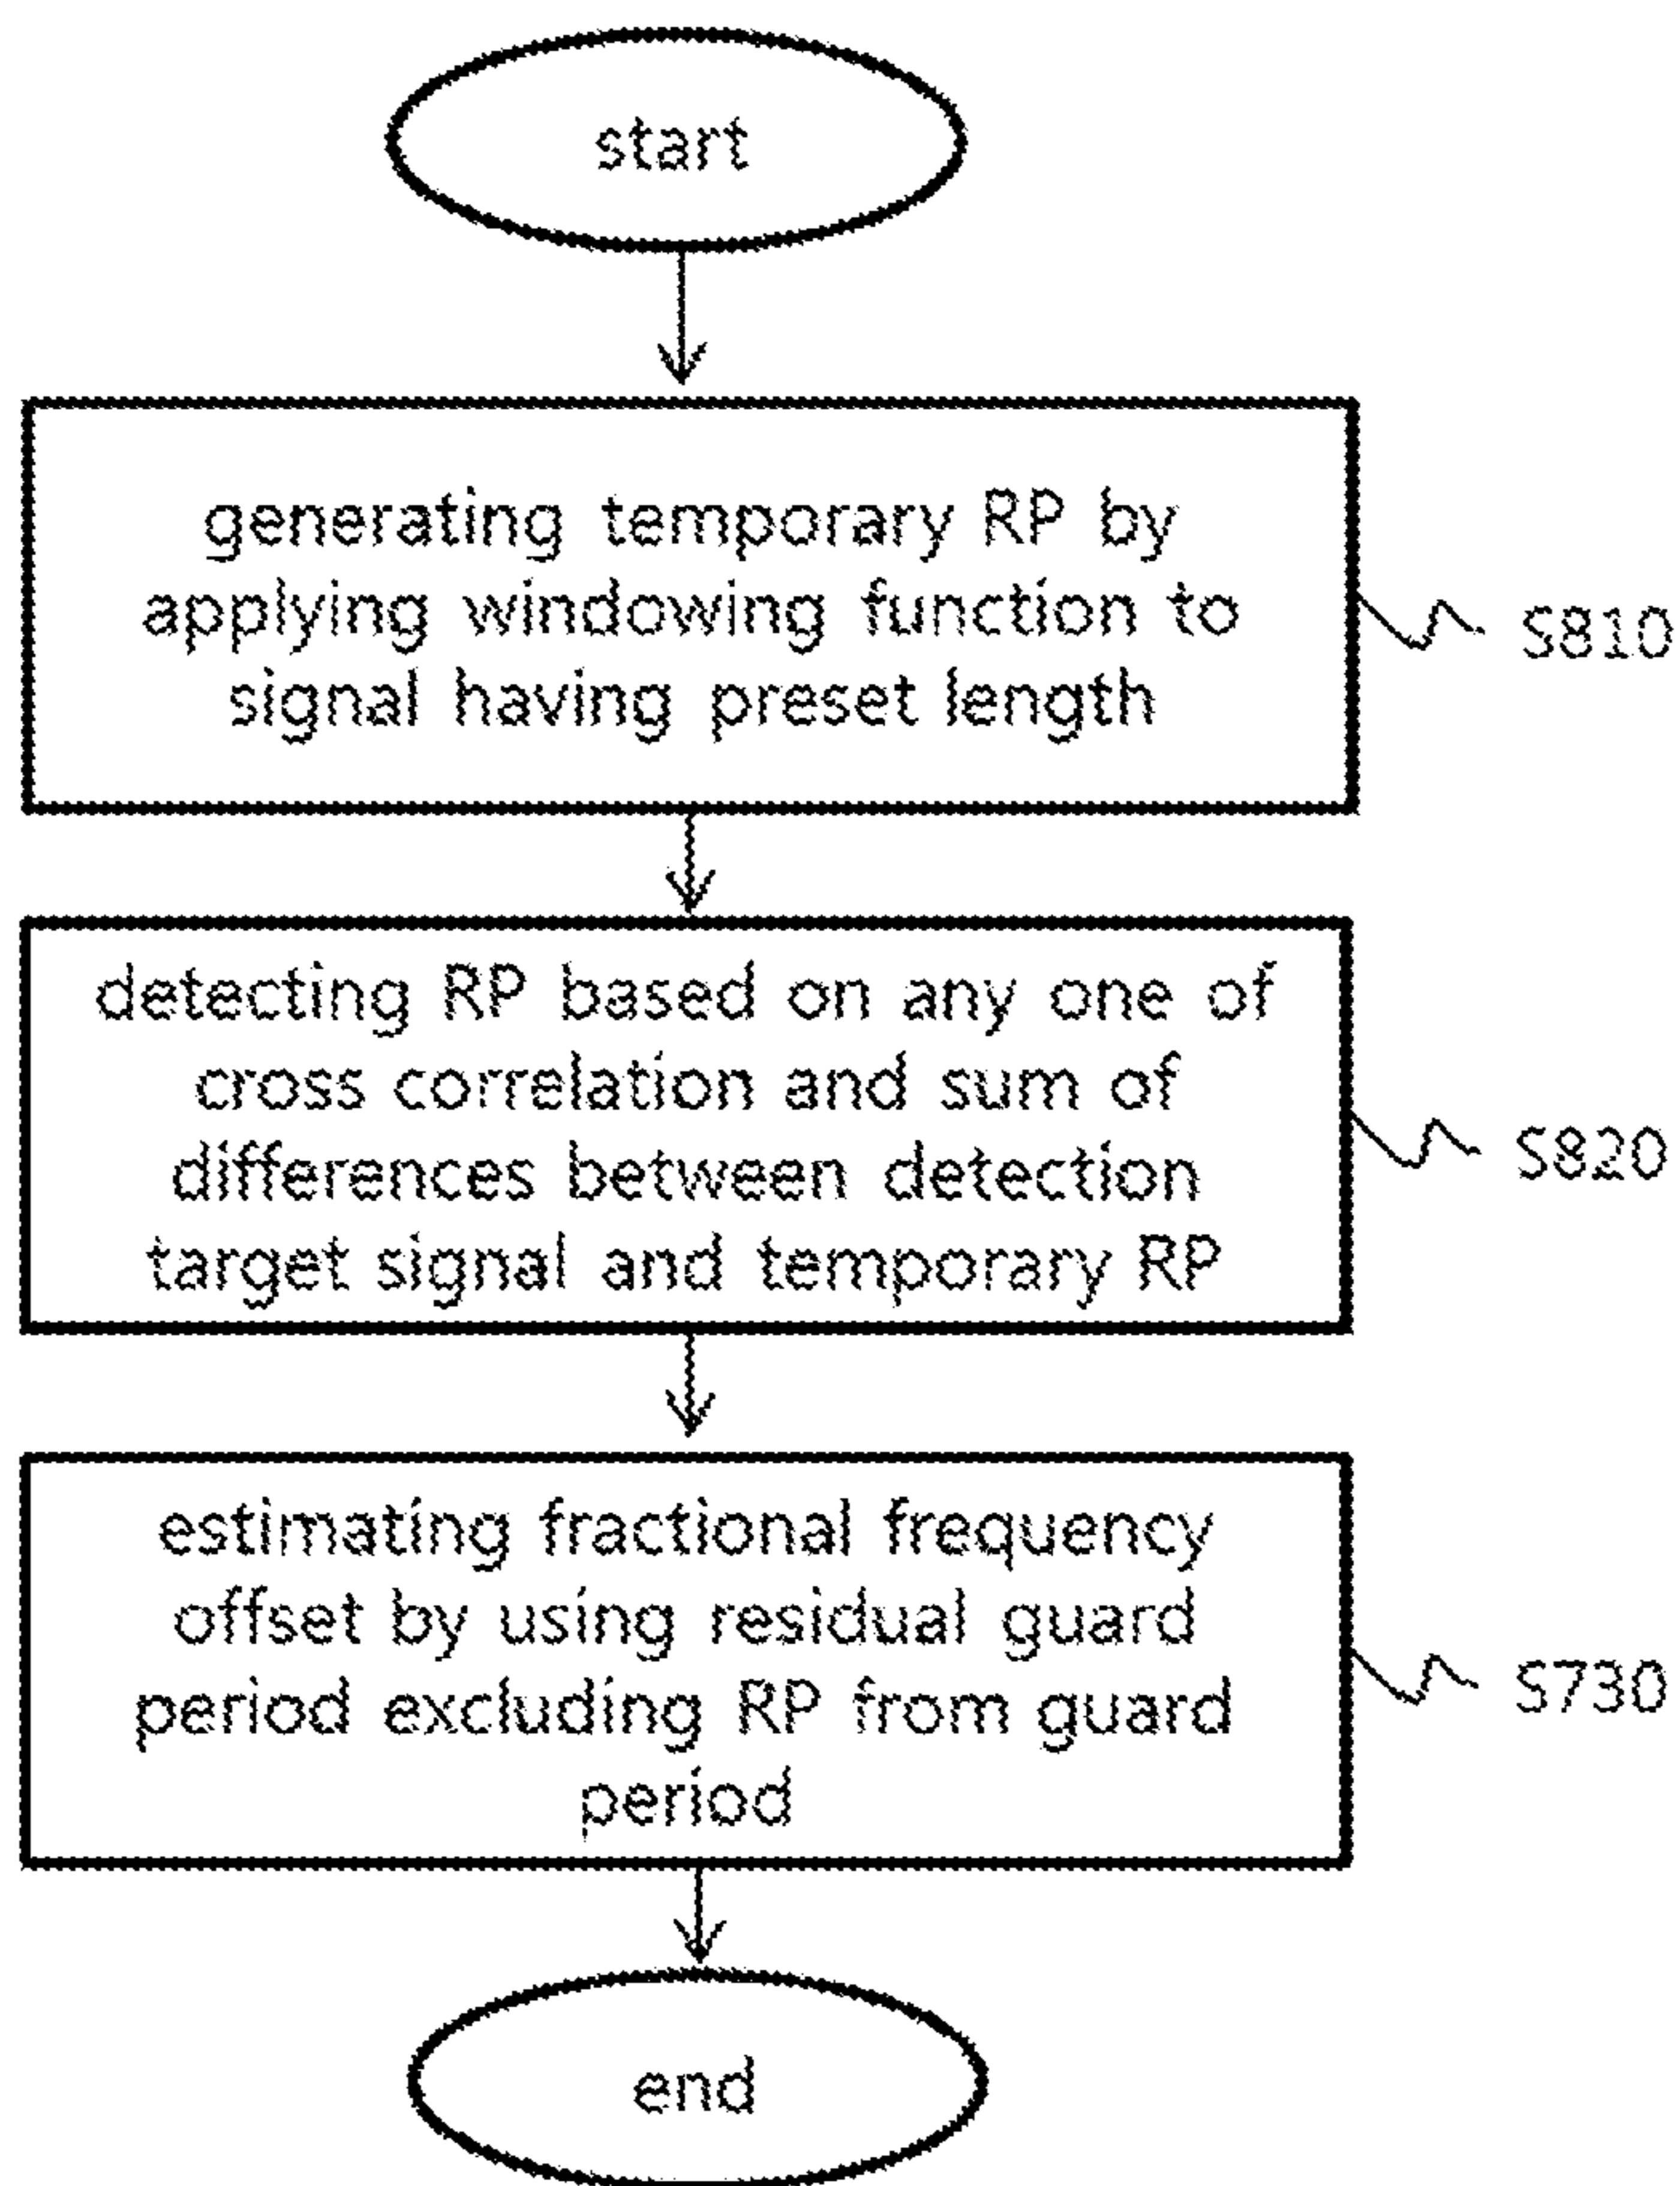 start
generating temporary RP by
applying windowing function to
signal having preset length
S810
detecting RP based on any one of
cross correlation and sum of
differences between detection
target signal and temporary RP
S820
estimating fractional frequency
offset by using residual guard
period excluding RP from guard
period
S730
end